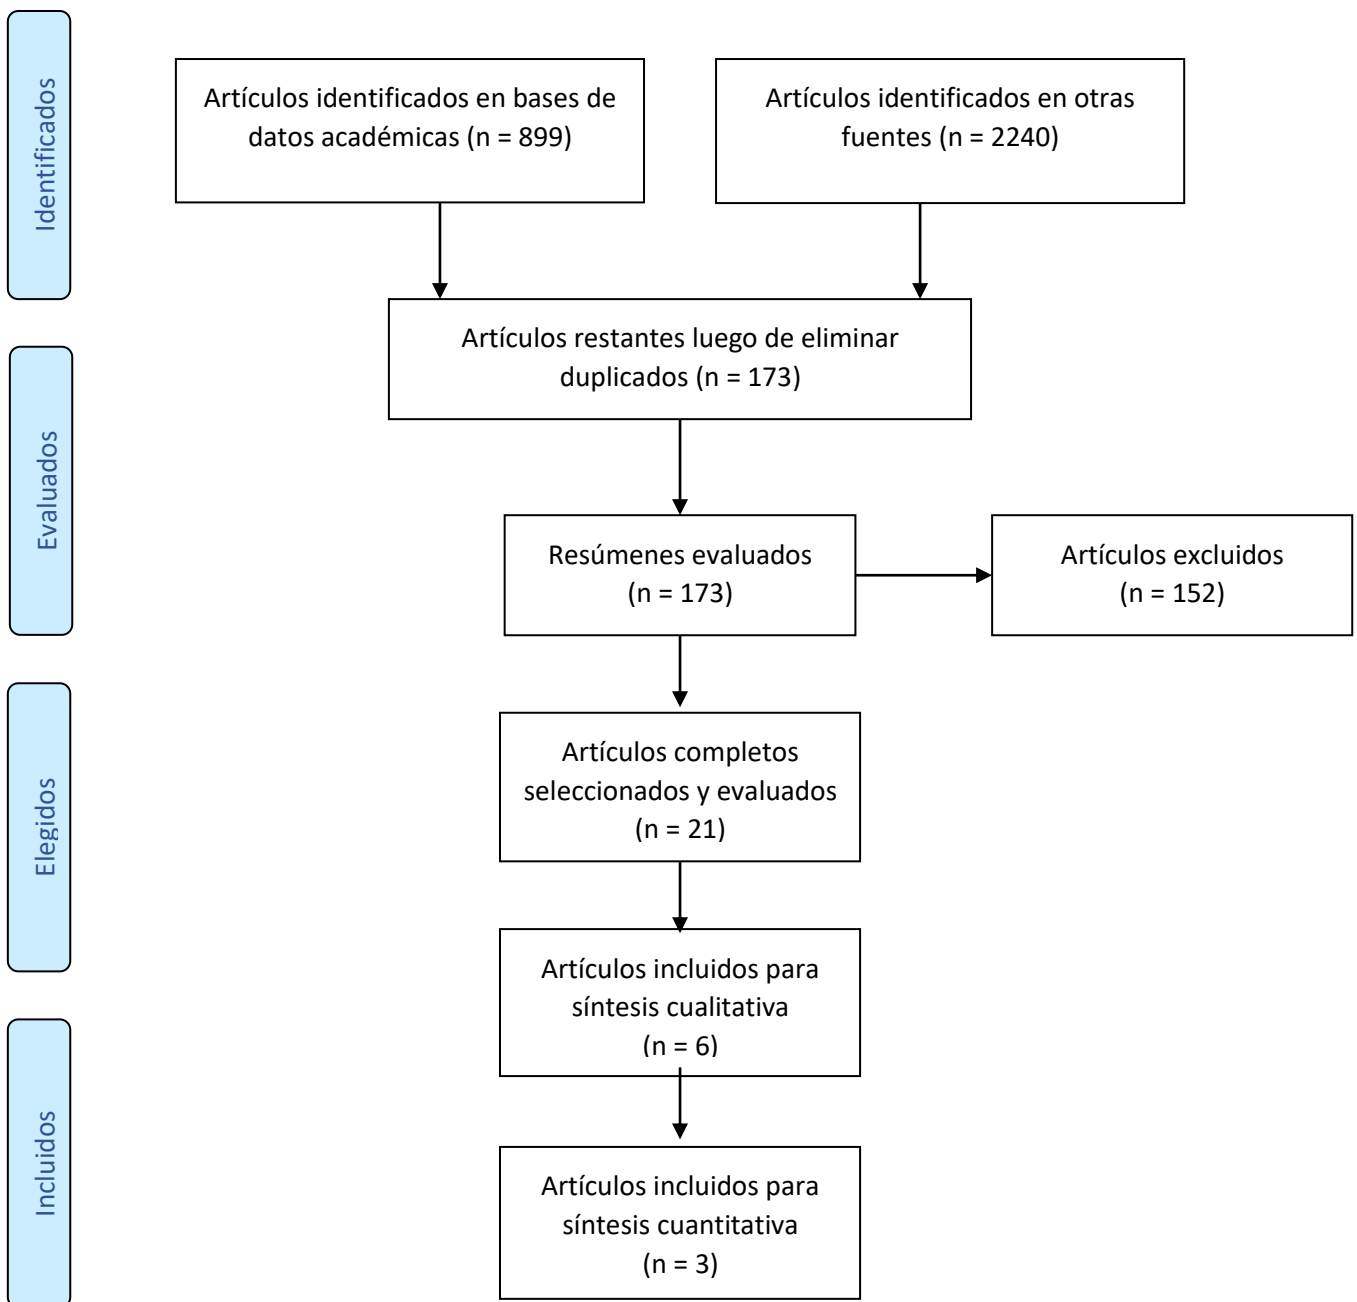 Identificados
Artículos identificados en bases de
datos académicas (n = 899)
Artículos identificados en otras
fuentes (n = 2240)
Artículos restantes luego de eliminar
duplicados (n = 173)
Evaluados
Resúmenes evaluados
(n = 173)
Artículos excluidos
(n = 152)
Elegidos
Artículos completos
seleccionados y evaluados
(n = 21)
Artículos incluidos para
síntesis cualitativa
(n = 6)
Incluidos
Artículos incluidos para
síntesis cuantitativa
(n = 3)